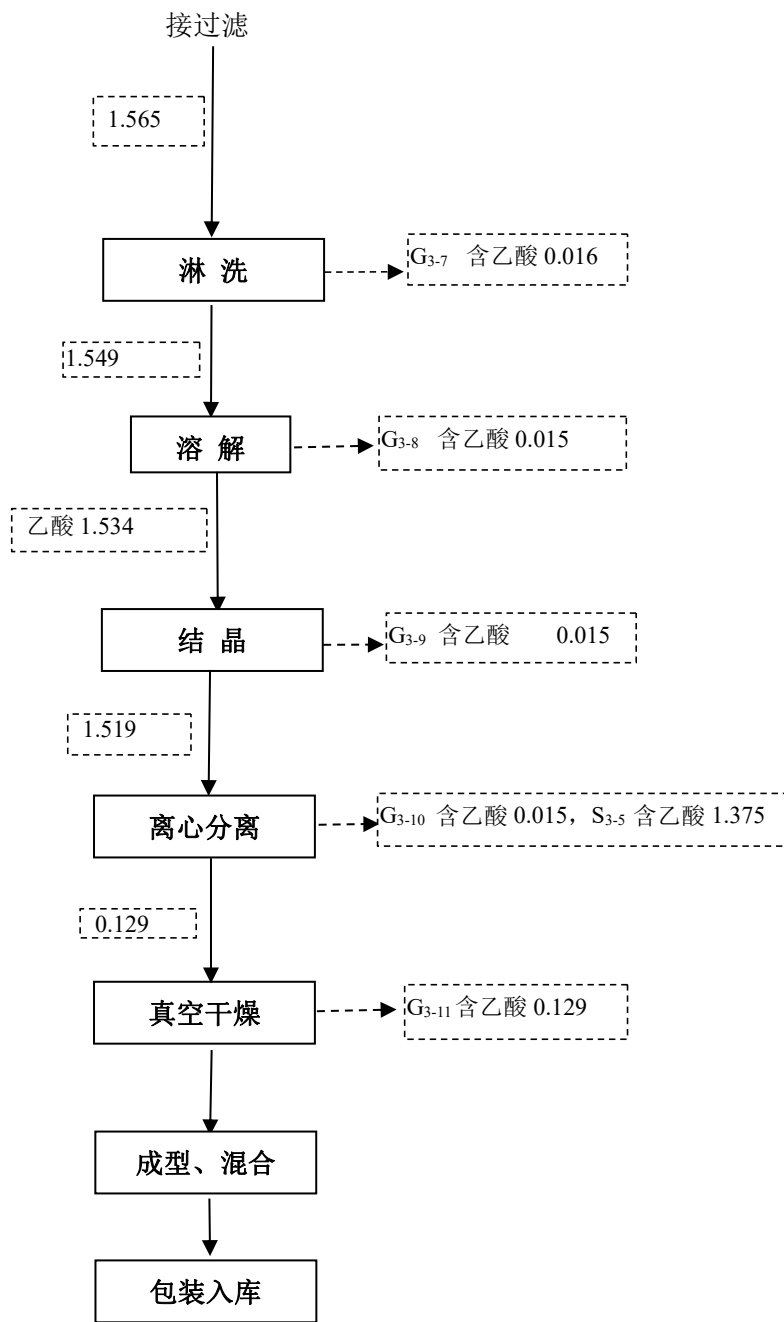 接过滤
1.565
淋 洗
G3-7 含乙酸 0.016
1.549
溶 解
G3-8 含乙酸 0.015
乙酸 1.534
结 晶
G3-9 含乙酸 0.015
1.519
离心分离
G3-10 含乙酸 0.015，S3-5 含乙酸 1.375
0.129
真空干燥
G3-11 含乙酸 0.129
成型、混合
包装入库